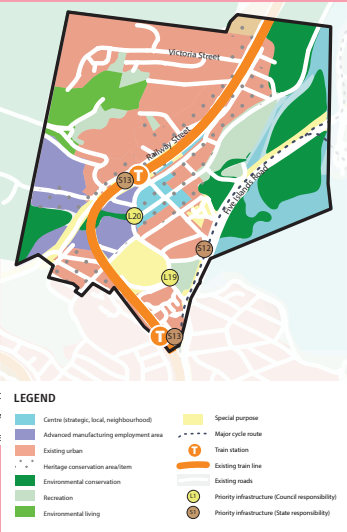 Victoria Street
Railway Street
S13
T
L20
Five Islands Road
S12
L19
T
S13
LEGEND
Centre (strategic, local, neighbourhood)
Advanced manufacturing employment area
Existing urban
Heritage conservation area/item
Environmental conservation
Recreation
Environmental living
Special purpose
Major cycle route
T
Train station
Existing train line
Existing roads
L1
Priority infrastructure (Council responsibility)
S1
Priority infrastructure (State responsibility)